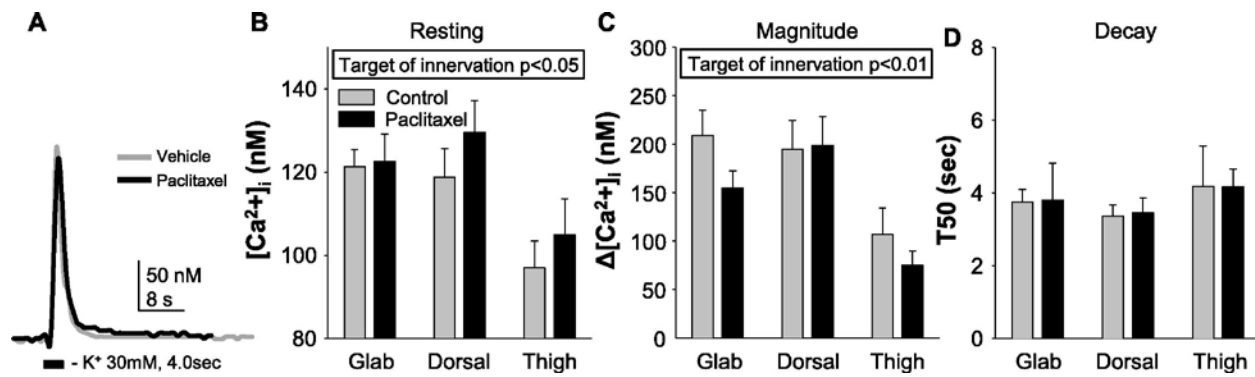 A
Vehicle
Paclitaxel
50 nM
8 s
- K⁺ 30mM, 4.0sec
B
Resting
Target of innervation p<0.05
Control
Paclitaxel
[Ca²⁺]ᵢ (nM)
140
120
100
80
Glab Dorsal Thigh
C
Magnitude
Target of innervation p<0.01
Δ[Ca²⁺]ᵢ (nM)
300
250
200
150
100
50
0
Glab Dorsal Thigh
D
Decay
T50 (sec)
8
6
4
2
0
Glab Dorsal Thigh